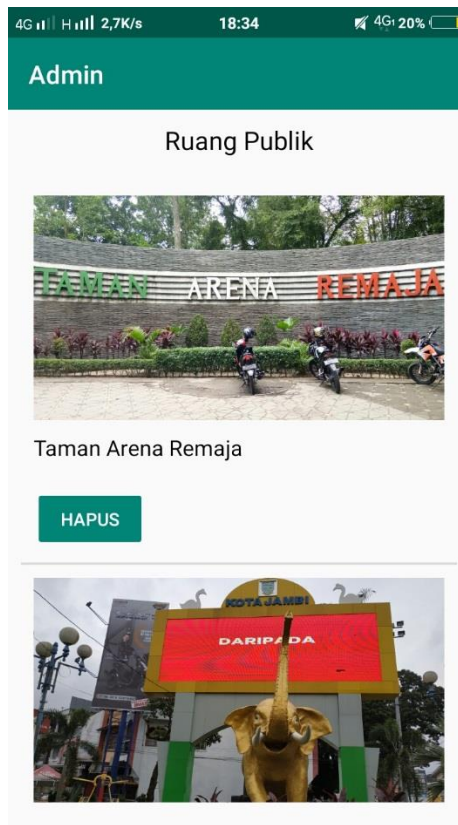 4G H 2,7K/s 18:34 4G 20%
Admin
Ruang Publik
TAMAN ARENA REMAJA
Taman Arena Remaja
HAPUS
KOTA JAMBI
DARIPADA